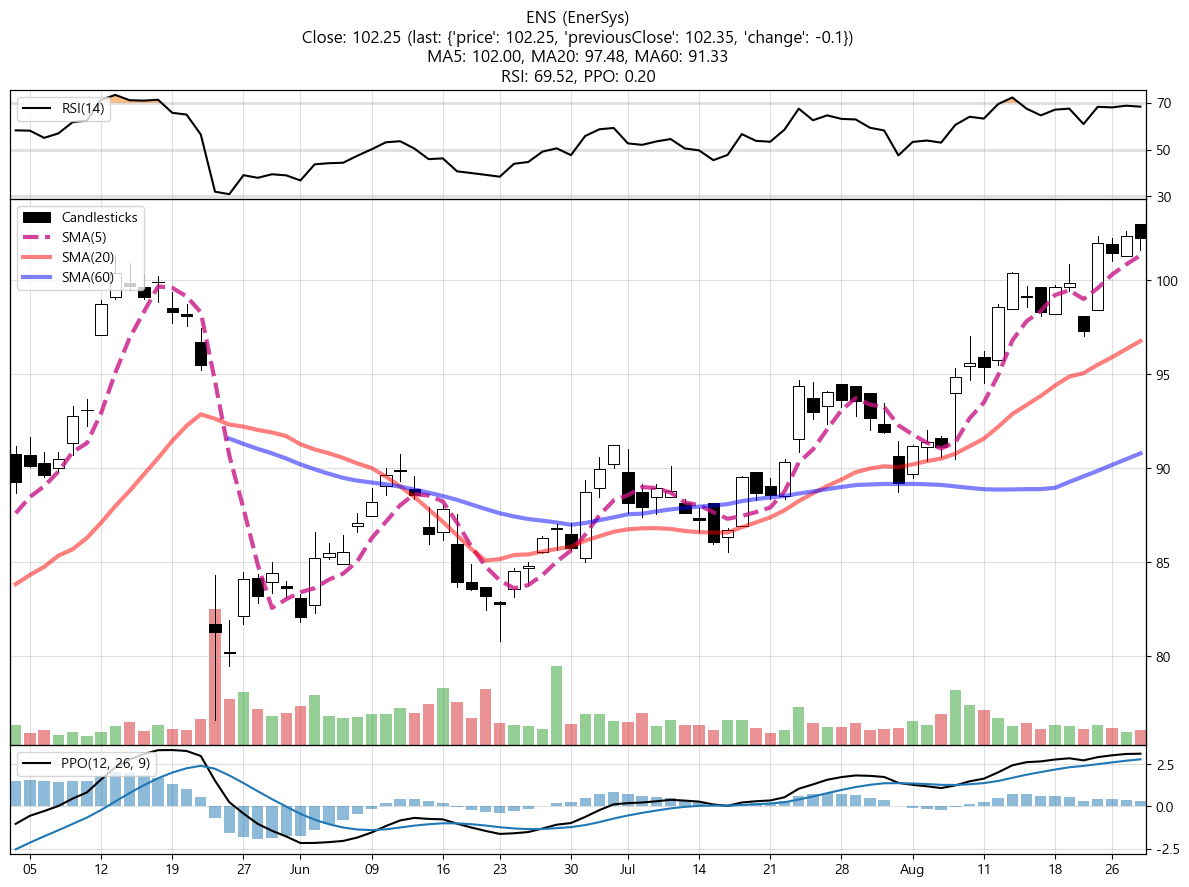 ENS (EnerSys)
Close: 102.25 (last: {'price': 102.25, 'previousClose': 102.35, 'change': -0.1})
MA5: 102.00, MA20: 97.48, MA60: 91.33
RSI: 69.52, PPO: 0.20
RSI(14)
70
50
30
Candlesticks
SMA(5)
SMA(20)
SMA(60)
100
95
90
85
80
PPO(12, 26, 9)
2.5
0.0
−2.5
05 12 19 27 Jun 09 16 23 30 Jul 14 21 28 Aug 11 18 26